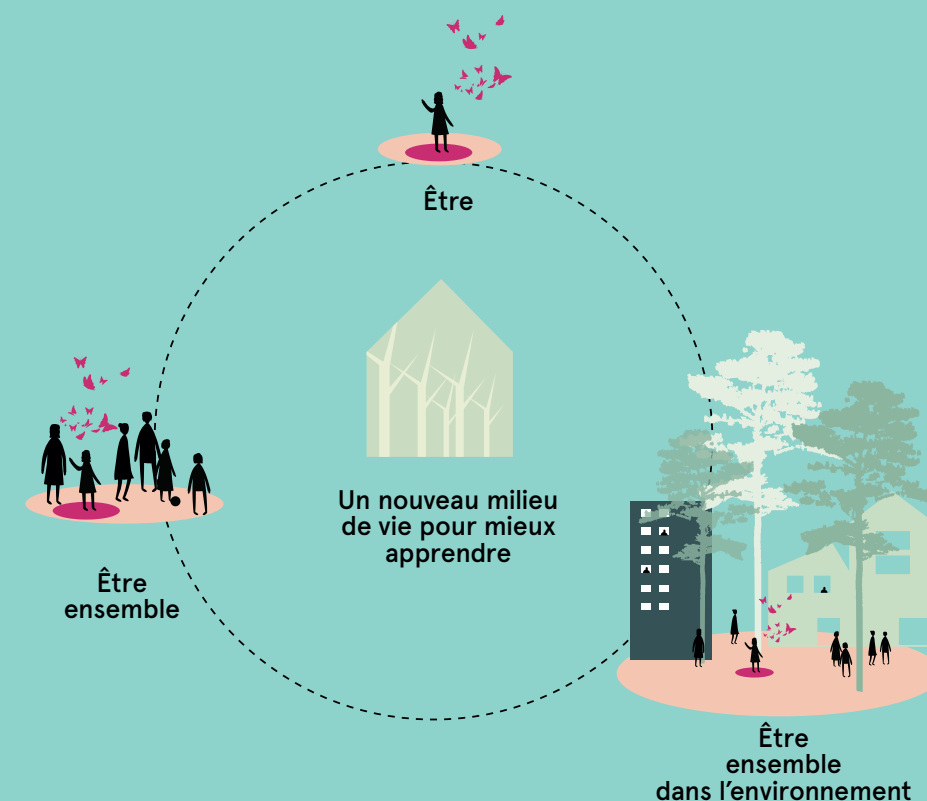 Être
Un nouveau milieu
de vie pour mieux
apprendre
Être
ensemble
Être
ensemble
dans l'environnement